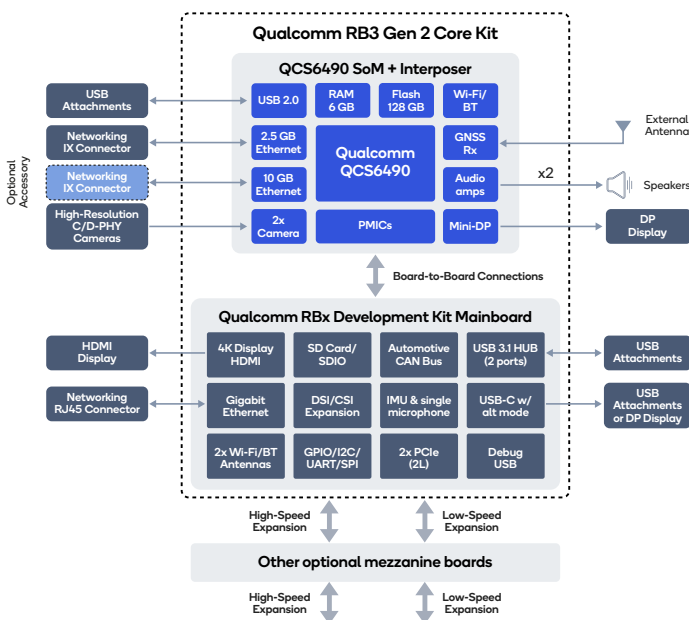 Qualcomm RB3 Gen 2 Core Kit
QCS6490 SoM + Interposer
USB
Attachments
USB 2.0
RAM
6 GB
Flash
128 GB
Wi-Fi/
BT
External
Antenna
Optional
Accessory
Networking
IX Connector
2.5 GB
Ethernet
Qualcomm
QCS6490
GNSS
Rx
Networking
IX Connector
10 GB
Ethernet
Audio
amps
x2
Speakers
High-Resolution
C/D-PHY
Cameras
2x
Camera
PMICs
Mini-DP
DP
Display
Board-to-Board Connections
Qualcomm RBx Development Kit Mainboard
HDMI
Display
4K Display
HDMI
SD Card/
SDIO
Automotive
CAN Bus
USB 3.1 HUB
(2 ports)
USB
Attachments
Networking
RJ45 Connector
Gigabit
Ethernet
DSI/CSI
Expansion
IMU & single
microphone
USB-C w/
alt mode
USB
Attachments
or DP Display
2x Wi-Fi/BT
Antennas
GPIO/I2C/
UART/SPI
2x PCIe
(2L)
Debug
USB
High-Speed
Expansion
Low-Speed
Expansion
Other optional mezzanine boards
High-Speed
Expansion
Low-Speed
Expansion